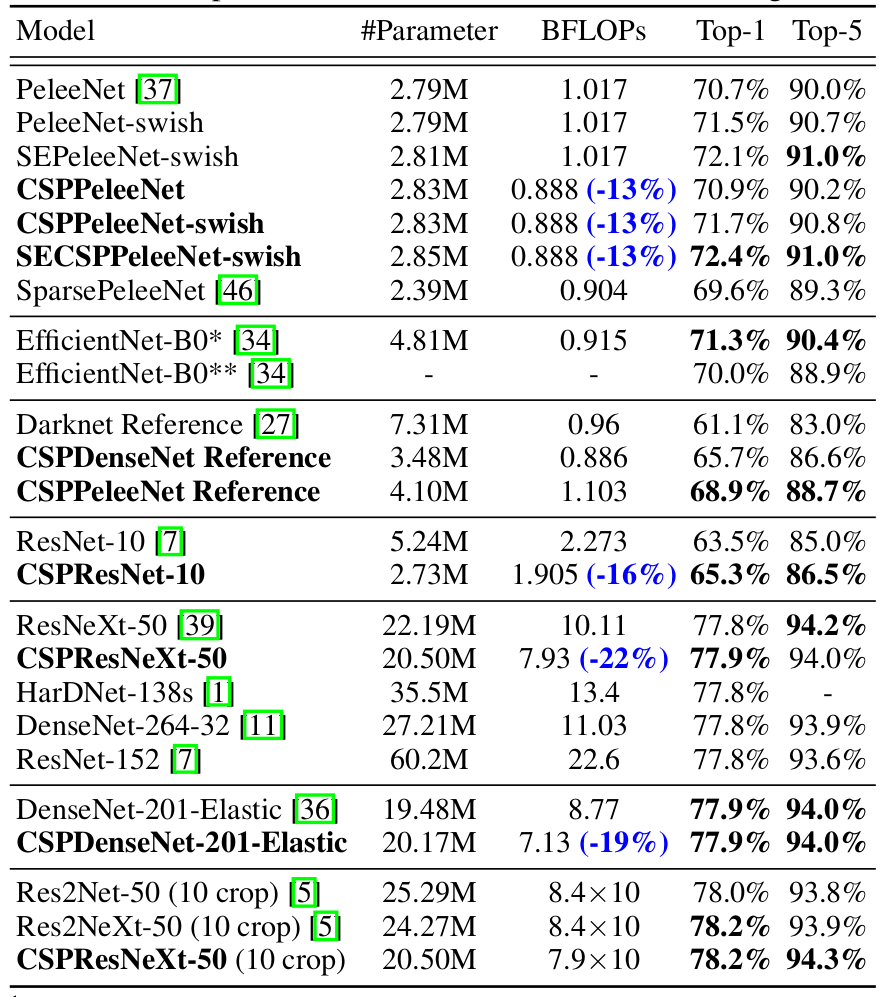 Model #Parameter BFLOPs Top-1 Top-5
PeleeNet [37] 2.79M 1.017 70.7% 90.0%
PeleeNet-swish 2.79M 1.017 71.5% 90.7%
SEPeleeNet-swish 2.81M 1.017 72.1% 91.0%
CSPPeleeNet 2.83M 0.888 (-13%) 70.9% 90.2%
CSPPeleeNet-swish 2.83M 0.888 (-13%) 71.7% 90.8%
SECSPPeleeNet-swish 2.85M 0.888 (-13%) 72.4% 91.0%
SparsePeleeNet [46] 2.39M 0.904 69.6% 89.3%
EfficientNet-B0* [34] 4.81M 0.915 71.3% 90.4%
EfficientNet-B0** [34] - - 70.0% 88.9%
Darknet Reference [27] 7.31M 0.96 61.1% 83.0%
CSPDenseNet Reference 3.48M 0.886 65.7% 86.6%
CSPPeleeNet Reference 4.10M 1.103 68.9% 88.7%
ResNet-10 [7] 5.24M 2.273 63.5% 85.0%
CSPResNet-10 2.73M 1.905 (-16%) 65.3% 86.5%
ResNeXt-50 [39] 22.19M 10.11 77.8% 94.2%
CSPResNeXt-50 20.50M 7.93 (-22%) 77.9% 94.0%
HarDNet-138s [1] 35.5M 13.4 77.8% -
DenseNet-264-32 [11] 27.21M 11.03 77.8% 93.9%
ResNet-152 [7] 60.2M 22.6 77.8% 93.6%
DenseNet-201-Elastic [36] 19.48M 8.77 77.9% 94.0%
CSPDenseNet-201-Elastic 20.17M 7.13 (-19%) 77.9% 94.0%
Res2Net-50 (10 crop) [5] 25.29M 8.4×10 78.0% 93.8%
Res2NeXt-50 (10 crop) [5] 24.27M 8.4×10 78.2% 93.9%
CSPResNeXt-50 (10 crop) 20.50M 7.9×10 78.2% 94.3%